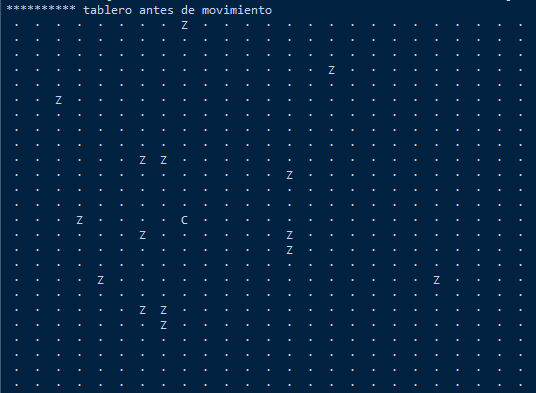 ********** tablero antes de movimiento
. . . . . . . . Z . . . . . . . . . . . . . . . .
. . . . . . . . . . . . . . . . . . . . . . . . .
. . . . . . . . . . . . . . . . . . . . . . . . .
. . . . . . . . . . . . . . . Z . . . . . . . . .
. . . . . . . . . . . . . . . . . . . . . . . . .
. . Z . . . . . . . . . . . . . . . . . . . . . .
. . . . . . . . . . . . . . . . . . . . . . . . .
. . . . . . . . . . . . . . . . . . . . . . . . .
. . . . . . . . . . . . . . . . . . . . . . . . .
. . . . . . Z Z . . . . . . . . . . . . . . . . .
. . . . . . . . . . . . . Z . . . . . . . . . . .
. . . . . . . . . . . . . . . . . . . . . . . . .
. . . . . . . . . . . . . . . . . . . . . . . . .
. . . Z . . . . C . . . . . . . . . . . . . . . .
. . . . . . Z . . . . . . Z . . . . . . . . . . .
. . . . . . . . . . . . . Z . . . . . . . . . . .
. . . . . . . . . . . . . . . . . . . . . . . . .
. . . . Z . . . . . . . . . . . . . . . Z . . . .
. . . . . . . . . . . . . . . . . . . . . . . . .
. . . . . . Z Z . . . . . . . . . . . . . . . . .
. . . . . . . Z . . . . . . . . . . . . . . . . .
. . . . . . . . . . . . . . . . . . . . . . . . .
. . . . . . . . . . . . . . . . . . . . . . . . .
. . . . . . . . . . . . . . . . . . . . . . . . .
. . . . . . . . . . . . . . . . . . . . . . . . .